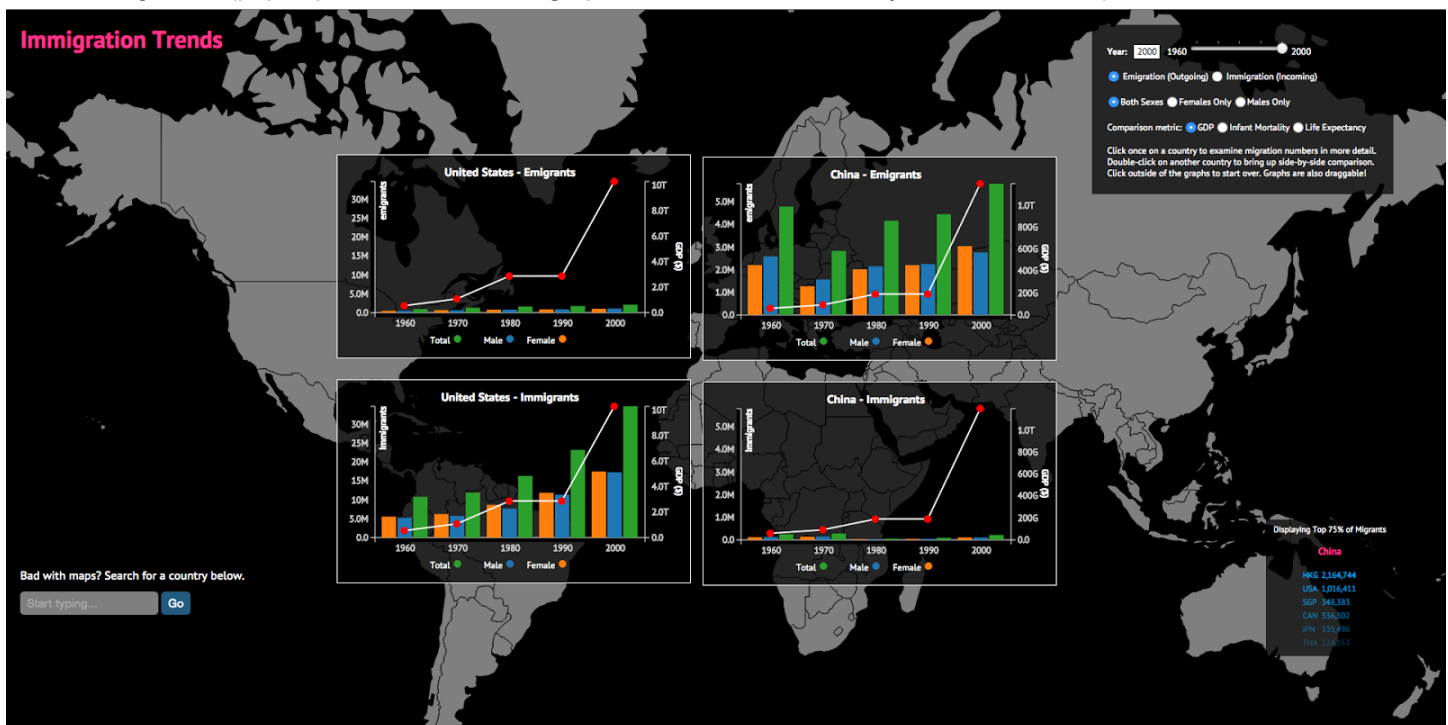 Immigration Trends
Year: 2000 1960 2000
Emigration (Outgoing) Immigration (Incoming)
Both Sexes Females Only Males Only
Comparison metric: GDP Infant Mortality Life Expectancy
Click once on a country to examine migration numbers in more detail.
Double-click on another country to bring up side-by-side comparison.
Click outside of the graphs to start over. Graphs are also draggable!
United States - Emigrants
emigrants
30M
25M
20M
15M
10M
5.0M
0.0
10T
8.0T
6.0T
4.0T
2.0T
0.0
GDP ($)
1960 1970 1980 1990 2000
Total Male Female
China - Emigrants
emigrants
5.0M
4.0M
3.0M
2.0M
1.0M
0.0
1.0T
800G
600G
400G
200G
0.0
GDP ($)
1960 1970 1980 1990 2000
Total Male Female
United States - Immigrants
Immigrants
30M
25M
20M
15M
10M
5.0M
0.0
10T
8.0T
6.0T
4.0T
2.0T
0.0
GDP ($)
1960 1970 1980 1990 2000
Total Male Female
China - Immigrants
Immigrants
5.0M
4.0M
3.0M
2.0M
1.0M
0.0
1.0T
800G
600G
400G
200G
0.0
GDP ($)
1960 1970 1980 1990 2000
Total Male Female
Bad with maps? Search for a country below.
Start typing... Go
Displaying Top 75% of Migrants
China
HKG 2,164,744
USA 1,016,411
SGP 348,383
CAN
JPN
THA